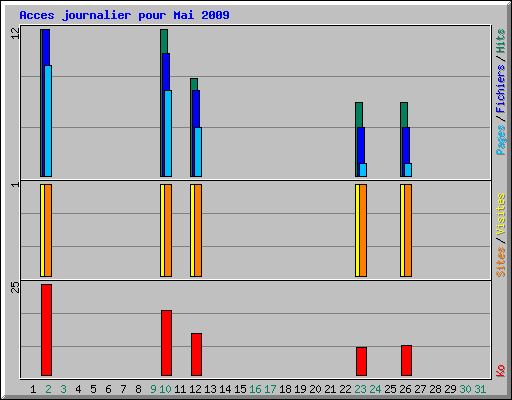 Acces journalier pour Mai 2009
12
Pages / Fichiers / Hits
1
Sites / Visites
25
Ko
1 2 3 4 5 6 7 8 9 10 11 12 13 14 15 16 17 18 19 20 21 22 23 24 25 26 27 28 29 30 31